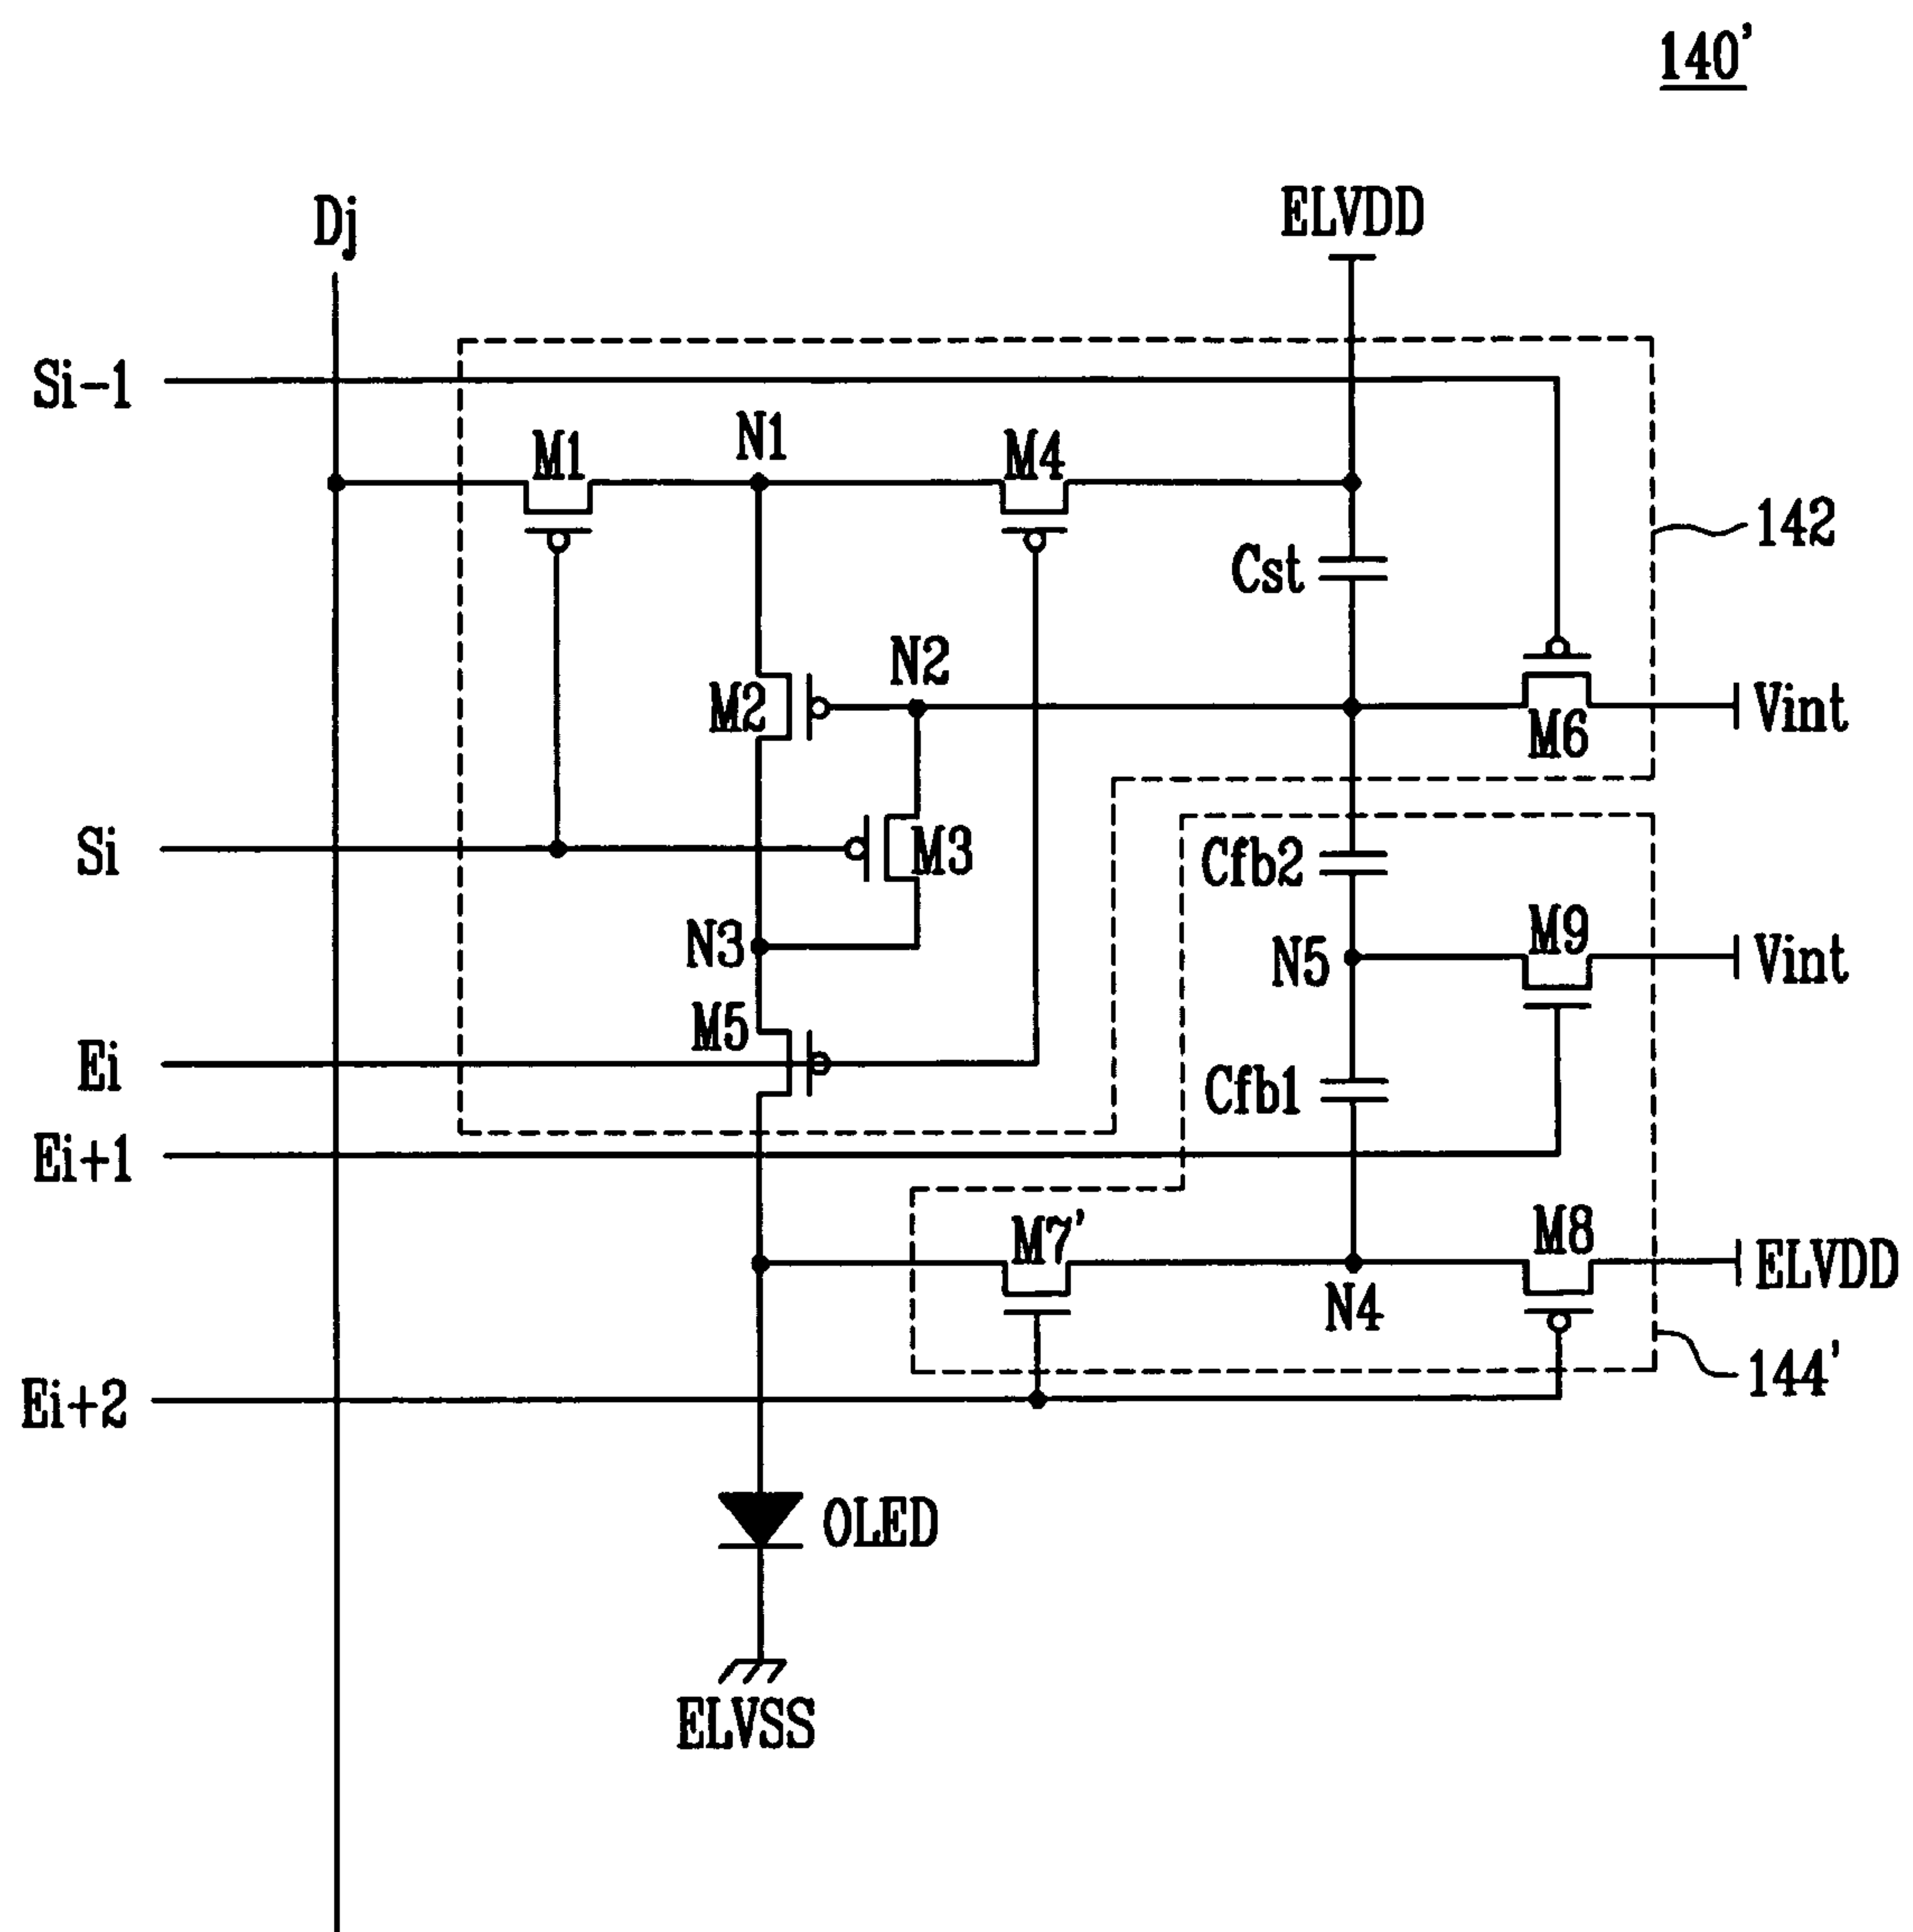 140'
Dj
ELVDD
Si-1
M1
N1
M4
142
Cst
N2
M2
M6
Vint
Si
M3
Cfb2
N3
N5
M9
Vint
M5
Ei
Cfb1
Ei+1
M7'
M8
N4
ELVDD
144'
Ei+2
OLED
ELVSS